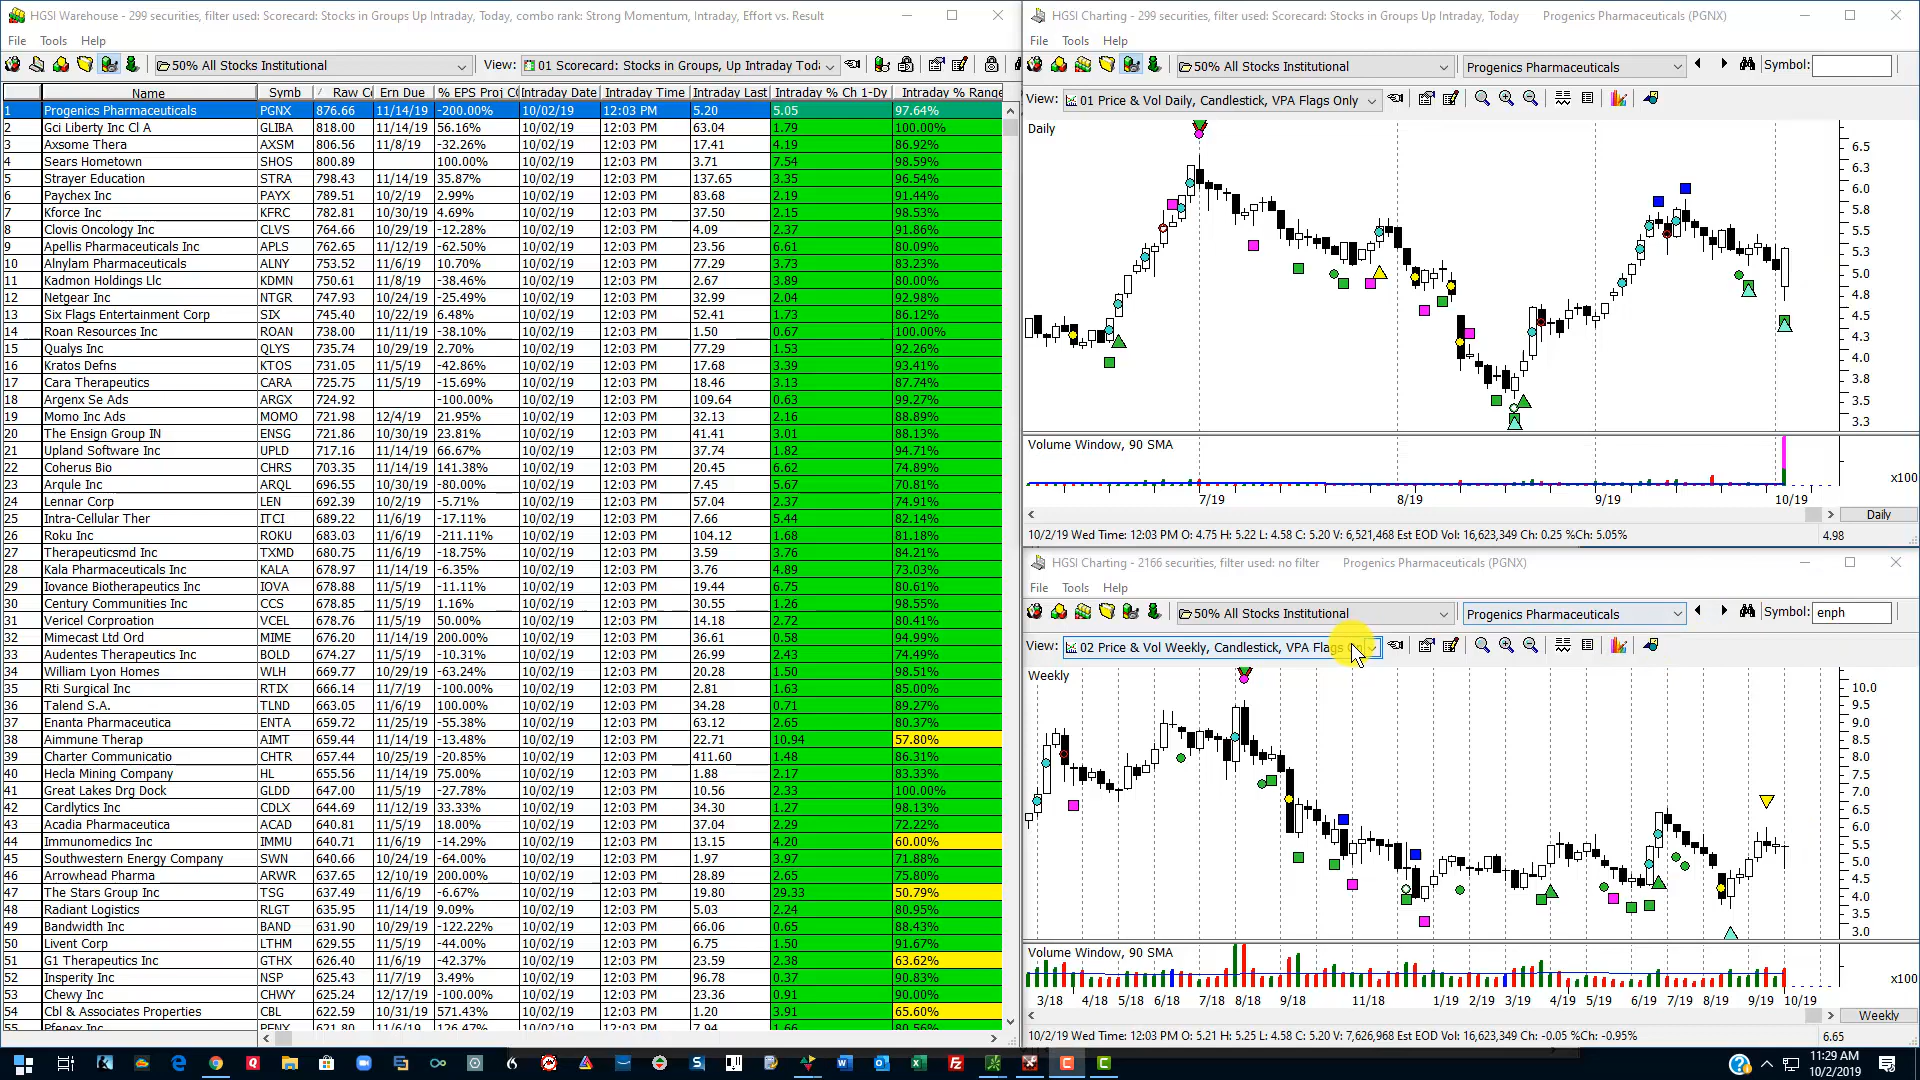 HGSI Warehouse - 299 securities, filter used: Scorecard: Stocks in Groups Up Intraday, Today, combo rank: Strong Momentum, Intraday, Effort vs. Result
File Tools Help
50% All Stocks Institutional View: 01 Scorecard: Stocks in Groups, Up Intraday Toda
Name Symb Raw Co Ern Due % EPS Proj C Intraday Date Intraday Time Intraday Last Intraday % Ch 1-Dy Intraday % Range
1 Progenics Pharmaceuticals PGNX 876.66 11/14/19 -200.00% 10/02/19 12:03 PM 5.20 5.05 97.64%
2 Gci Liberty Inc Cl A GLIBA 818.00 11/14/19 56.16% 10/02/19 12:03 PM 63.04 1.79 100.00%
3 Axsome Thera AXSM 806.56 11/8/19 -32.26% 10/02/19 12:03 PM 17.41 4.19 86.92%
4 Sears Hometown SHOS 800.89 100.00% 10/02/19 12:03 PM 3.71 7.54 98.59%
5 Strayer Education STRA 798.43 11/14/19 35.87% 10/02/19 12:03 PM 137.65 3.35 96.54%
6 Paychex Inc PAYX 789.51 10/2/19 2.99% 10/02/19 12:03 PM 83.68 2.19 91.44%
7 Kforce Inc KFRC 782.81 10/30/19 4.69% 10/02/19 12:03 PM 37.50 2.15 98.53%
8 Clovis Oncology Inc CLVS 764.66 10/29/19 -12.28% 10/02/19 12:03 PM 4.09 2.37 91.86%
9 Apellis Pharmaceuticals Inc APLS 762.65 11/12/19 -62.50% 10/02/19 12:03 PM 23.56 6.61 80.09%
10 Alnylam Pharmaceuticals ALNY 753.52 11/6/19 10.70% 10/02/19 12:03 PM 77.29 3.73 83.23%
11 Kadmon Holdings Llc KDMN 750.61 11/8/19 -38.46% 10/02/19 12:03 PM 2.67 3.89 80.00%
12 Netgear Inc NTGR 747.93 10/24/19 -25.49% 10/02/19 12:03 PM 32.99 2.04 92.98%
13 Six Flags Entertainment Corp SIX 745.40 10/22/19 6.48% 10/02/19 12:03 PM 52.41 1.73 86.12%
14 Roan Resources Inc ROAN 738.00 11/11/19 -38.10% 10/02/19 12:03 PM 1.50 0.67 100.00%
15 Qualys Inc QLYS 735.74 10/29/19 2.70% 10/02/19 12:03 PM 77.29 1.53 92.26%
16 Kratos Defns KTOS 731.05 11/5/19 -42.86% 10/02/19 12:03 PM 17.68 3.39 93.41%
17 Cara Therapeutics CARA 725.75 11/5/19 -15.69% 10/02/19 12:03 PM 18.46 3.13 87.74%
18 Argenx Se Ads ARGX 724.92 -100.00% 10/02/19 12:03 PM 109.64 0.63 99.27%
19 Momo Inc Ads MOMO 721.98 12/4/19 21.95% 10/02/19 12:03 PM 32.13 2.16 88.89%
20 The Ensign Group IN ENSG 721.86 10/30/19 23.81% 10/02/19 12:03 PM 41.41 3.01 88.13%
21 Upland Software Inc UPLD 717.16 11/14/19 66.67% 10/02/19 12:03 PM 37.74 1.82 94.71%
22 Coherus Bio CHRS 703.35 11/14/19 141.38% 10/02/19 12:03 PM 20.45 6.62 74.89%
23 Arqule Inc ARQL 696.55 10/30/19 -80.00% 10/02/19 12:03 PM 7.45 5.67 70.81%
24 Lennar Corp LEN 692.39 10/2/19 -5.71% 10/02/19 12:03 PM 57.04 2.37 74.91%
25 Intra-Cellular Ther ITCI 689.22 11/6/19 -17.11% 10/02/19 12:03 PM 7.66 5.44 82.14%
26 Roku Inc ROKU 683.03 11/6/19 -211.11% 10/02/19 12:03 PM 104.12 1.68 81.18%
27 Therapeuticsmd Inc TXMD 680.75 11/6/19 -18.75% 10/02/19 12:03 PM 3.59 3.76 84.21%
28 Kala Pharmaceuticals Inc KALA 678.97 11/14/19 -6.35% 10/02/19 12:03 PM 3.76 4.89 73.03%
29 Iovance Biotherapeutics Inc IOVA 678.88 11/5/19 -11.11% 10/02/19 12:03 PM 19.44 6.75 80.61%
30 Century Communities Inc CCS 678.85 11/5/19 1.16% 10/02/19 12:03 PM 30.55 1.26 98.55%
31 Vericel Corproation VCEL 678.76 11/5/19 50.00% 10/02/19 12:03 PM 14.18 2.72 80.41%
32 Mimecast Ltd Ord MIME 676.20 11/14/19 200.00% 10/02/19 12:03 PM 36.61 0.58 94.99%
33 Audentes Therapeutics Inc BOLD 674.27 11/5/19 -10.31% 10/02/19 12:03 PM 26.99 2.43 74.49%
34 William Lyon Homes WLH 669.77 10/30/19 -63.24% 10/02/19 12:03 PM 20.28 1.50 98.51%
35 Rti Surgical Inc RTIX 666.14 11/7/19 -100.00% 10/02/19 12:03 PM 2.81 1.63 85.00%
36 Talend S.A. TLND 663.05 11/6/19 100.00% 10/02/19 12:03 PM 34.28 0.71 89.27%
37 Enanta Pharmaceutica ENTA 659.72 11/25/19 -55.38% 10/02/19 12:03 PM 63.12 2.65 80.37%
38 Aimmune Therap AIMT 659.44 11/14/19 -13.48% 10/02/19 12:03 PM 22.71 10.94 57.80%
39 Charter Communicatio CHTR 657.44 10/25/19 -20.85% 10/02/19 12:03 PM 411.60 1.48 86.31%
40 Hecla Mining Company HL 655.56 11/14/19 75.00% 10/02/19 12:03 PM 1.88 2.17 83.33%
41 Great Lakes Drg Dock GLDD 647.00 11/5/19 -27.78% 10/02/19 12:03 PM 10.56 2.33 100.00%
42 Cardlytics Inc CDLX 644.69 11/12/19 33.33% 10/02/19 12:03 PM 34.30 1.27 98.13%
43 Acadia Pharmaceutica ACAD 640.81 11/5/19 18.00% 10/02/19 12:03 PM 37.04 2.29 72.22%
44 Immunomedics Inc IMMU 640.71 11/6/19 -14.29% 10/02/19 12:03 PM 13.15 4.20 60.00%
45 Southwestern Energy Company SWN 640.66 10/24/19 -64.00% 10/02/19 12:03 PM 1.97 3.97 71.88%
46 Arrowhead Pharma ARWR 637.65 12/10/19 200.00% 10/02/19 12:03 PM 28.89 2.65 75.80%
47 The Stars Group Inc TSG 637.49 11/6/19 -6.67% 10/02/19 12:03 PM 19.80 29.33 50.79%
48 Radiant Logistics RLGT 635.95 11/14/19 9.09% 10/02/19 12:03 PM 5.03 2.24 80.95%
49 Bandwidth Inc BAND 631.90 10/29/19 -122.22% 10/02/19 12:03 PM 66.06 0.65 88.43%
50 Livent Corp LTHM 629.55 11/5/19 -44.00% 10/02/19 12:03 PM 6.75 1.50 91.67%
51 G1 Therapeutics Inc GTHX 626.40 11/6/19 -42.37% 10/02/19 12:03 PM 23.59 2.38 63.62%
52 Insperity Inc NSP 625.43 11/7/19 3.49% 10/02/19 12:03 PM 96.78 0.37 90.83%
53 Chewy Inc CHWY 625.24 12/17/19 -100.00% 10/02/19 12:03 PM 23.36 0.91 90.00%
54 Cbl & Associates Properties CBL 622.59 10/31/19 571.43% 10/02/19 12:03 PM 1.20 3.91 65.60%
55 Pfenex Inc PFNX 621.80 11/6/19 126.47% 10/02/19 12:03 PM 7.94 1.66 80.56%
HGSI Charting - 299 securities, filter used: Scorecard: Stocks in Groups Up Intraday, Today Progenics Pharmaceuticals (PGNX)
File Tools Help
50% All Stocks Institutional Progenics Pharmaceuticals Symbol:
View: 01 Price & Vol Daily, Candlestick, VPA Flags Only
Daily
6.5
6.3
6.0
5.8
5.5
5.3
5.0
4.8
4.5
4.3
4.0
3.8
3.5
3.3
Volume Window, 90 SMA
x100
7/19 8/19 9/19 10/19
Daily
10/2/19 Wed Time: 12:03 PM O: 4.75 H: 5.22 L: 4.58 C: 5.20 V: 6,521,468 Est EOD Vol: 16,623,349 Ch: 0.25 %Ch: 5.05% 4.98
HGSI Charting - 2166 securities, filter used: no filter Progenics Pharmaceuticals (PGNX)
File Tools Help
50% All Stocks Institutional Progenics Pharmaceuticals Symbol: enph
View: 02 Price & Vol Weekly, Candlestick, VPA Flags
Weekly
10.0
9.5
9.0
8.5
8.0
7.5
7.0
6.5
6.0
5.5
5.0
4.5
4.0
3.5
3.0
Volume Window, 90 SMA
x100
3/18 4/18 5/18 6/18 7/18 8/18 9/18 11/18 1/19 2/19 3/19 4/19 5/19 6/19 7/19 8/19 9/19 10/19
Weekly
10/2/19 Wed Time: 12:03 PM O: 5.21 H: 5.25 L: 4.58 C: 5.20 V: 7,626,968 Est EOD Vol: 16,623,349 Ch: -0.05 %Ch: -0.95% 6.65
11:29 AM
10/2/2019